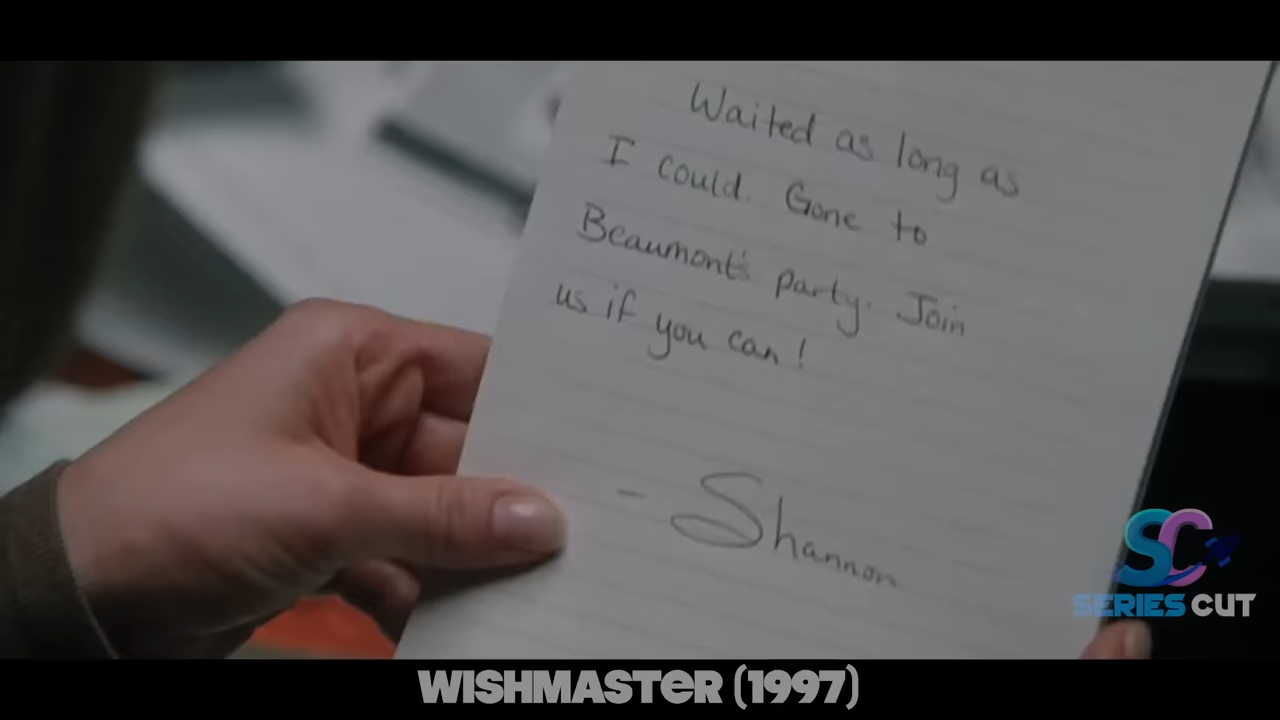 Waited as long as
I could. Gone to
Beaumont's party. Join
us if you can!
- Shannon
SC
SERIES CUT
WISHMASTER (1997)